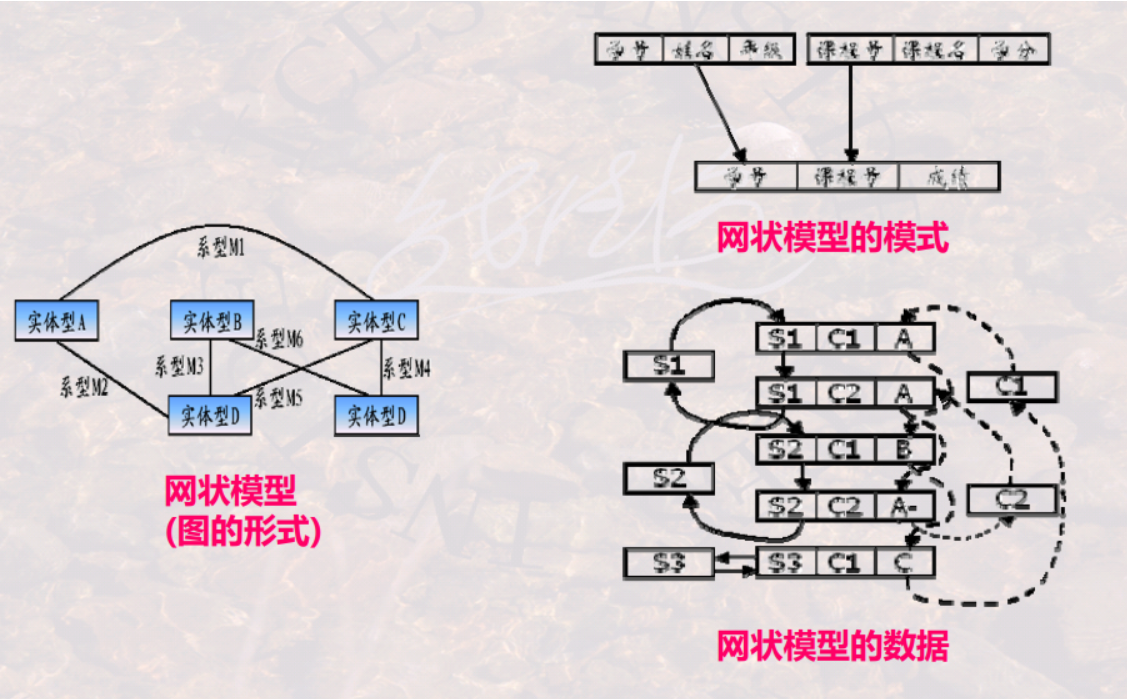 学号 姓名 年级
课程号 课程名 学分
学号 课程号 成绩
网状模型的模式
系型M1
实体型A
实体型B
实体型C
系型M6
系型M3
系型M4
系型M2
系型M5
实体型D
实体型D
网状模型
(图的形式)
S1 C1 A
S1
S1 C2 A
C1
S2 C1 B
S2
S2 C2 A-
C2
S3
S3 C1 C
网状模型的数据